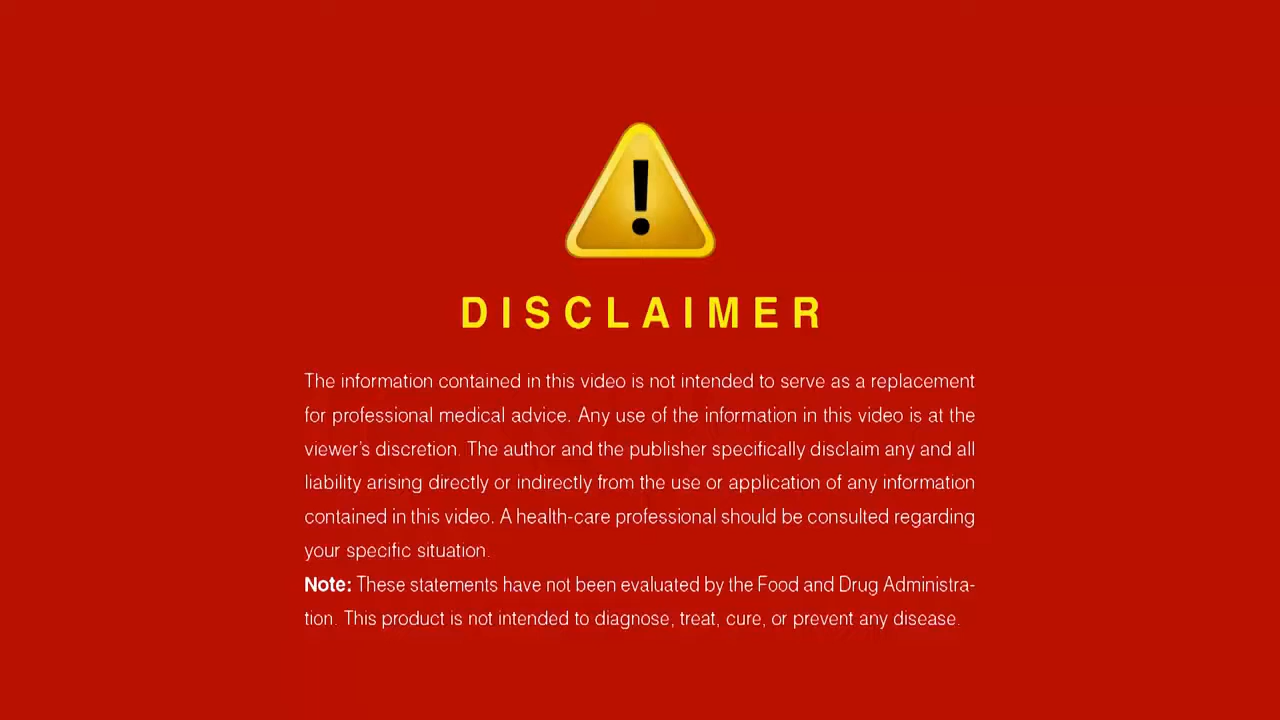 !
DISCLAIMER
The information contained in this video is not intended to serve as a replacement
for professional medical advice. Any use of the information in this video is at the
viewer's discretion. The author and the publisher specifically disclaim any and all
liability arising directly or indirectly from the use or application of any information
contained in this video. A health-care professional should be consulted regarding
your specific situation.
Note: These statements have not been evaluated by the Food and Drug Administra-
tion. This product is not intended to diagnose, treat, cure, or prevent any disease.